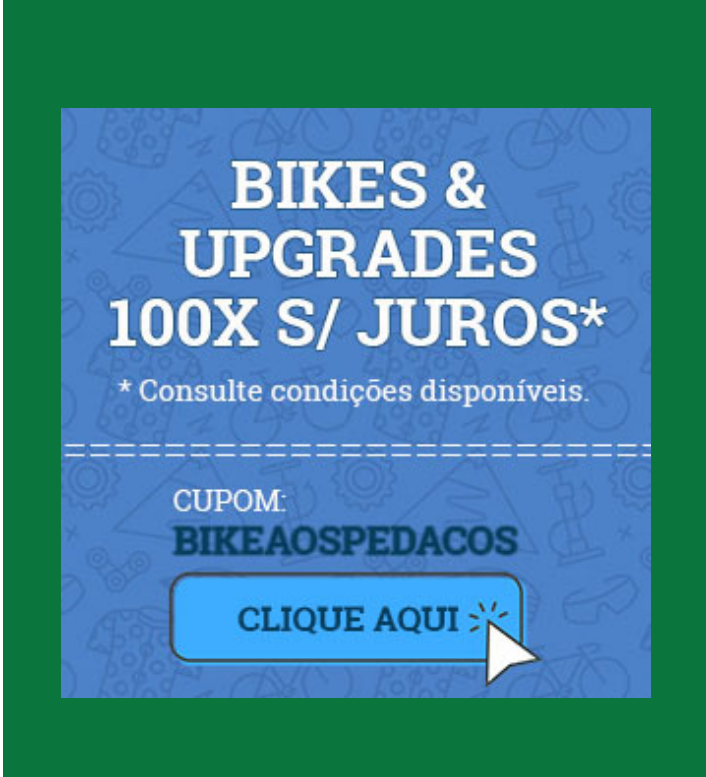 BIKES &
UPGRADES
100X S/ JUROS*
* Consulte condições disponíveis.
==========================
CUPOM:
BIKEAOSPEDACOS
CLIQUE AQUI